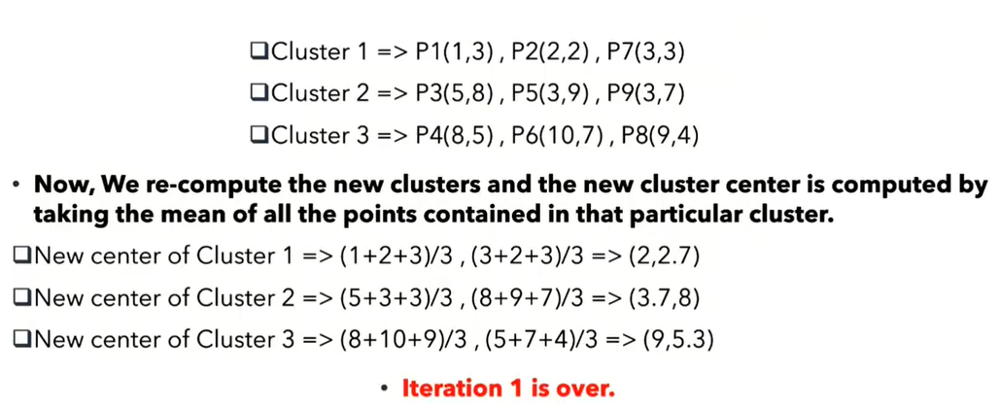 ❑Cluster 1 => P1(1,3) , P2(2,2) , P7(3,3)
❑Cluster 2 => P3(5,8) , P5(3,9) , P9(3,7)
❑Cluster 3 => P4(8,5) , P6(10,7) , P8(9,4)
• Now, We re-compute the new clusters and the new cluster center is computed by
taking the mean of all the points contained in that particular cluster.
❑New center of Cluster 1 => (1+2+3)/3 , (3+2+3)/3 => (2,2.7)
❑New center of Cluster 2 => (5+3+3)/3 , (8+9+7)/3 => (3.7,8)
❑New center of Cluster 3 => (8+10+9)/3 , (5+7+4)/3 => (9,5.3)
• Iteration 1 is over.